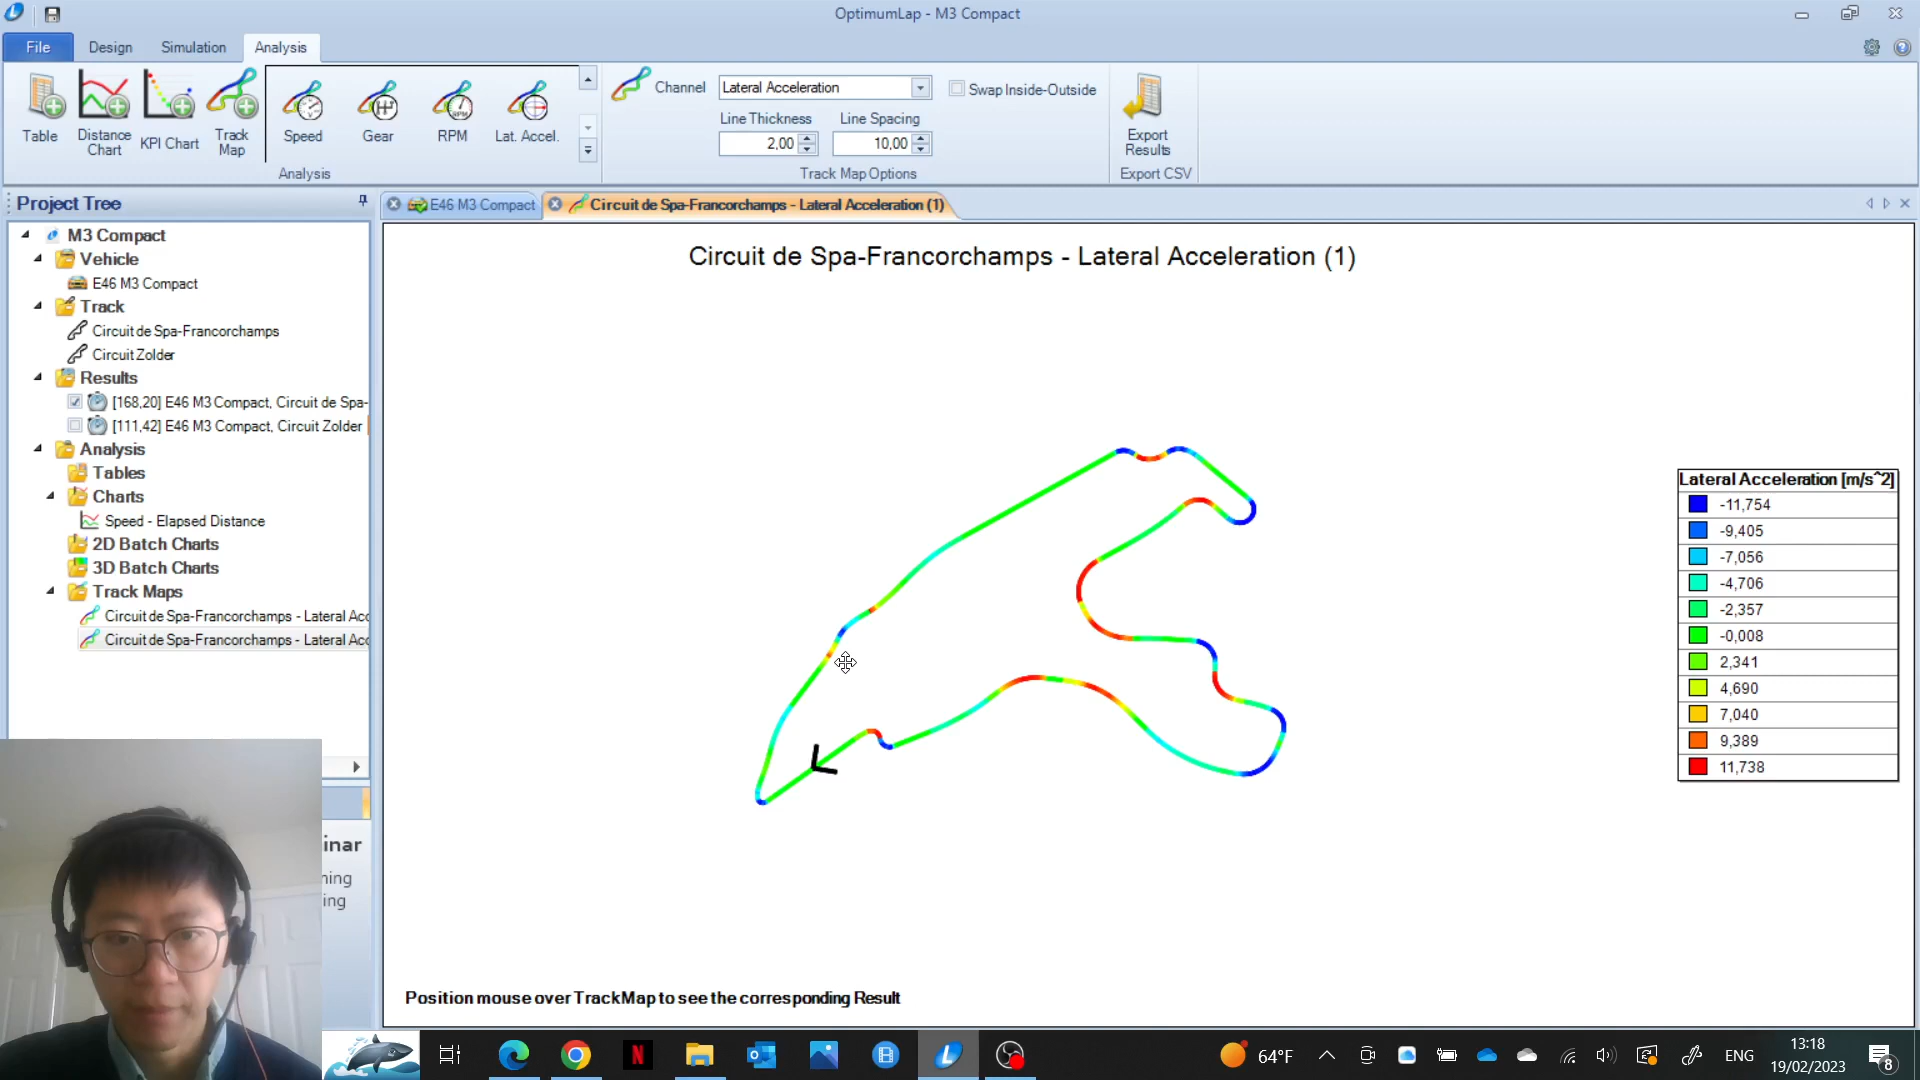 OptimumLap - M3 Compact
File
Design
Simulation
Analysis
Table
Distance Chart
KPI Chart
Track Map
Speed
Gear
RPM
Lat. Accel.
Analysis
Channel
Lateral Acceleration
Swap Inside-Outside
Line Thickness
Line Spacing
2,00
10,00
Track Map Options
Export Results
Export CSV
Project Tree
M3 Compact
Vehicle
E46 M3 Compact
Track
Circuit de Spa-Francorchamps
Circuit Zolder
Results
[168,20] E46 M3 Compact, Circuit de Spa-
[111,42] E46 M3 Compact, Circuit Zolder
Analysis
Tables
Charts
Speed - Elapsed Distance
2D Batch Charts
3D Batch Charts
Track Maps
Circuit de Spa-Francorchamps - Lateral Acc
Circuit de Spa-Francorchamps - Lateral Acc
inar
ning
ing
E46 M3 Compact
Circuit de Spa-Francorchamps - Lateral Acceleration (1)
Circuit de Spa-Francorchamps - Lateral Acceleration (1)
Lateral Acceleration [m/s^2]
-11,754
-9,405
-7,056
-4,706
-2,357
-0,008
2,341
4,690
7,040
9,389
11,738
Position mouse over TrackMap to see the corresponding Result
64°F
ENG
13:18
19/02/2023
8